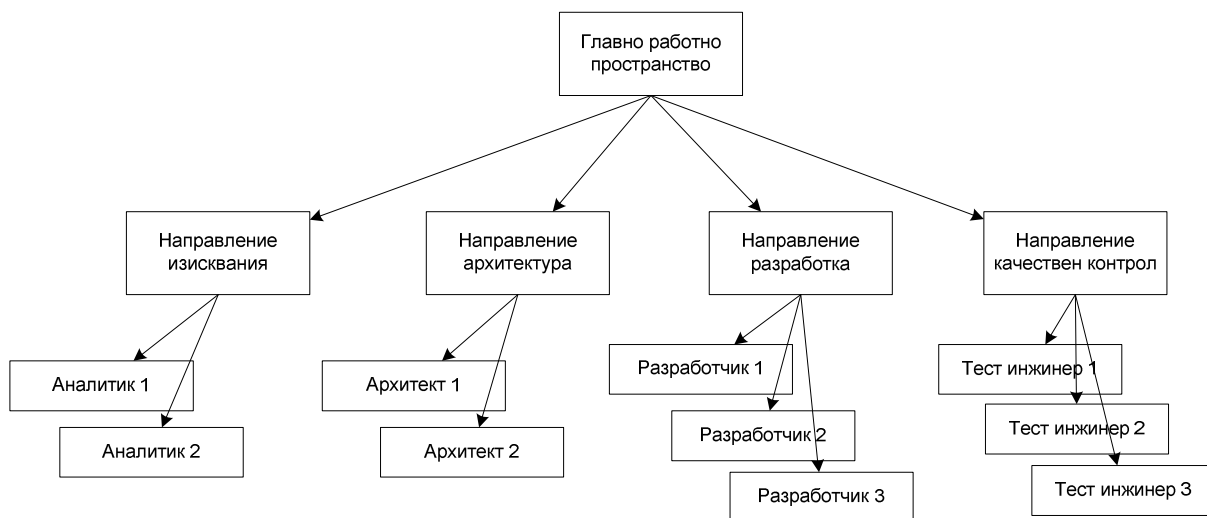 Главно работно
пространство
Направление
изисквания
Направление
архитектура
Направление
разработка
Направление
качествен контрол
Аналитик 1
Аналитик 2
Архитект 1
Архитект 2
Разработчик 1
Разработчик 2
Разработчик 3
Тест инжинер 1
Тест инжинер 2
Тест инжинер 3